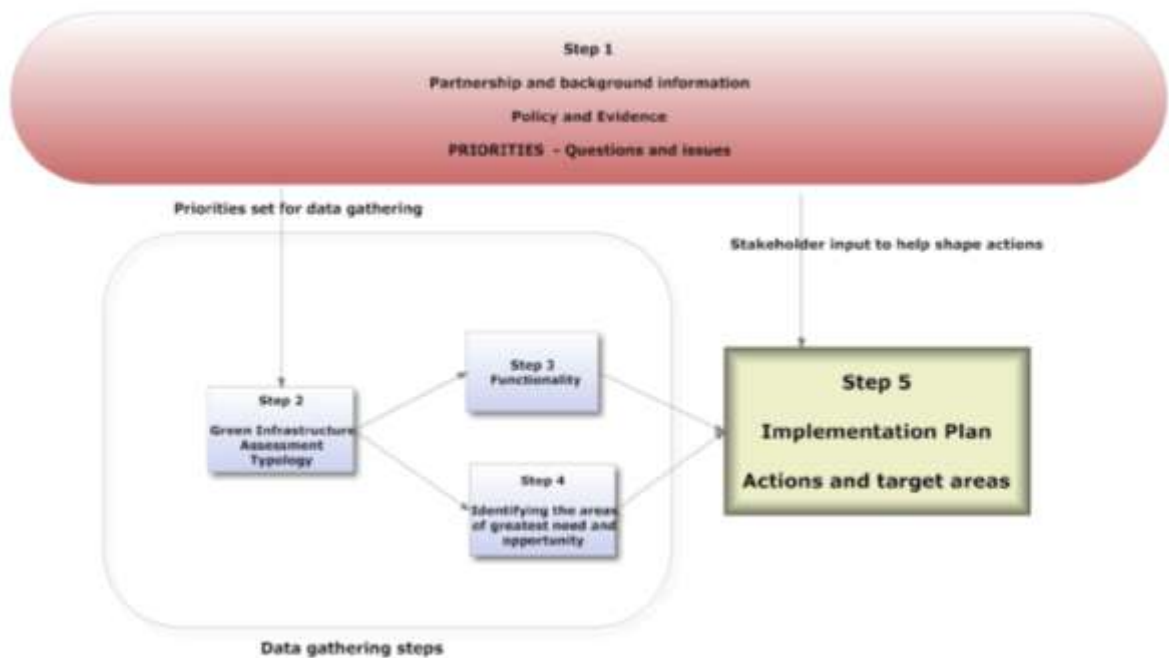 Step 1
Partnership and background information
Policy and Evidence
PRIORITIES - Questions and issues
Priorities set for data gathering
Stakeholder input to help shape actions
Step 2
Green Infrastructure
Assessment
Typology
Step 3
Functionality
Step 4
Identifying the areas
of greatest need and
opportunity
Step 5
Implementation Plan
Actions and target areas
Data gathering steps